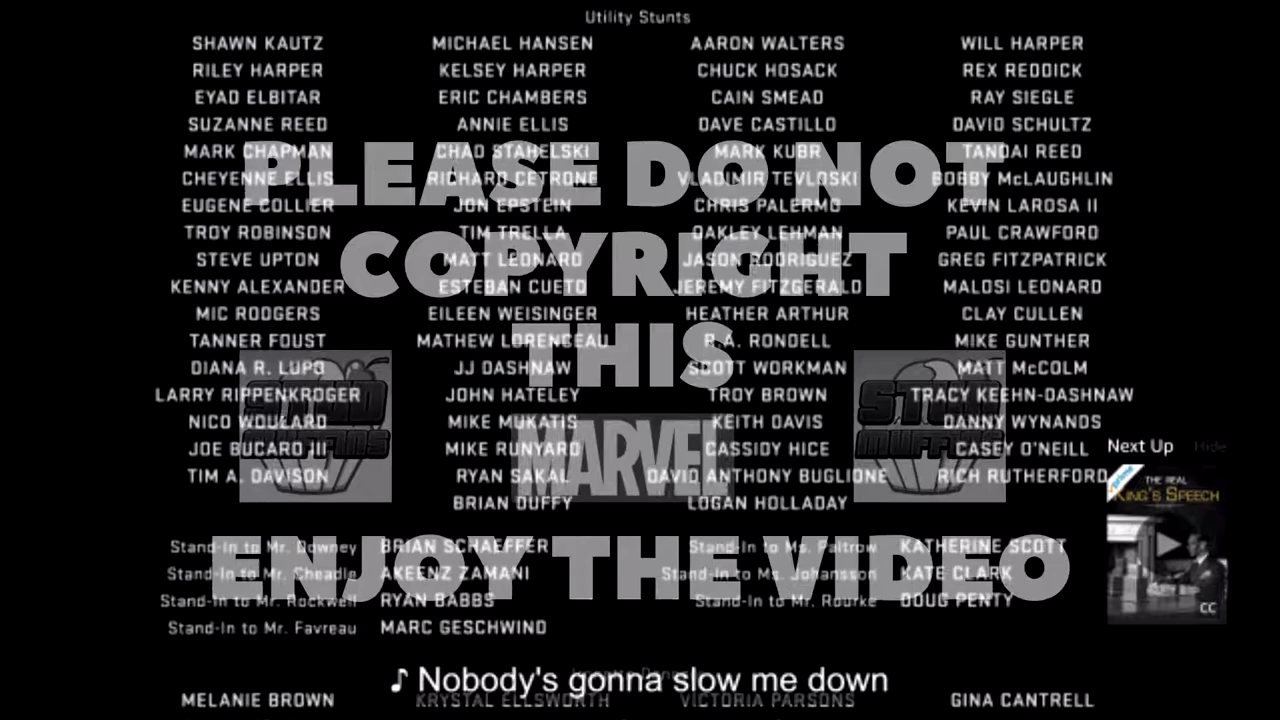 Utility Stunts
SHAWN KAUTZ MICHAEL HANSEN AARON WALTERS WILL HARPER
RILEY HARPER KELSEY HARPER CHUCK HOSACK REX REDDICK
EYAD ELBITAR ERIC CHAMBERS CAIN SMEAD RAY SIEGLE
SUZANNE REED ANNIE ELLIS DAVE CASTILLO DAVID SCHULTZ
MARK CHAPMAN CHAD STAHELSKI MARK KUBR TANOAI REED
CHEYENNE ELLIS RICHARD CETRONE VLADIMIR TEVLOSKI BOBBY McLAUGHLIN
EUGENE COLLIER JON EPSTEIN CHRIS PALERMO KEVIN LAROSA II
TROY ROBINSON TIM TRELLA OAKLEY LEHMAN PAUL CRAWFORD
STEVE UPTON MATT LEONARD JASON RODRIGUEZ GREG FITZPATRICK
KENNY ALEXANDER ESTEBAN CUETO JEREMY FITZGERALD MALOSI LEONARD
MIC RODGERS EILEEN WEISINGER HEATHER ARTHUR CLAY CULLEN
TANNER FOUST MATHEW LORENCEAU R.A. RONDELL MIKE GUNTHER
DIANA R. LUPO JJ DASHNAW SCOTT WORKMAN MATT McCOLM
LARRY RIPPENKROGER JOHN HATELEY TROY BROWN TRACY KEEHN-DASHNAW
NICO WOULARD MIKE MUKATIS KEITH DAVIS DANNY WYNANDS
JOE BUCARO III MIKE RUNYARD CASSIDY HICE CASEY O'NEILL
TIM A. DAVISON RYAN SAKAL DAVID ANTHONY BUGLIONE RICH RUTHERFORD
BRIAN DUFFY LOGAN HOLLADAY
PLEASE DO NOT
COPYRIGHT
THIS
MARVEL
ENJOY THE VIDEO
Next Up Hide
prime
THE REAL
KING'S SPEECH
CC
Stand-In to Mr. Downey BRIAN SCHAEFFER Stand-In to Ms. Paltrow KATHERINE SCOTT
Stand-In to Mr. Cheadle AKEENZ ZAMANI Stand-In to Ms. Johansson KATE CLARK
Stand-In to Mr. Rockwell RYAN BABBS Stand-In to Mr. Rourke DOUG PENTY
Stand-In to Mr. Favreau MARC GESCHWIND
♪ Nobody's gonna slow me down
MELANIE BROWN KRYSTAL ELLSWORTH VICTORIA PARSONS GINA CANTRELL